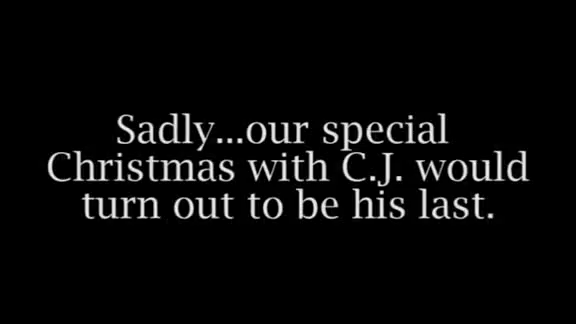 Sadly...our special
Christmas with C.J. would
turn out to be his last.